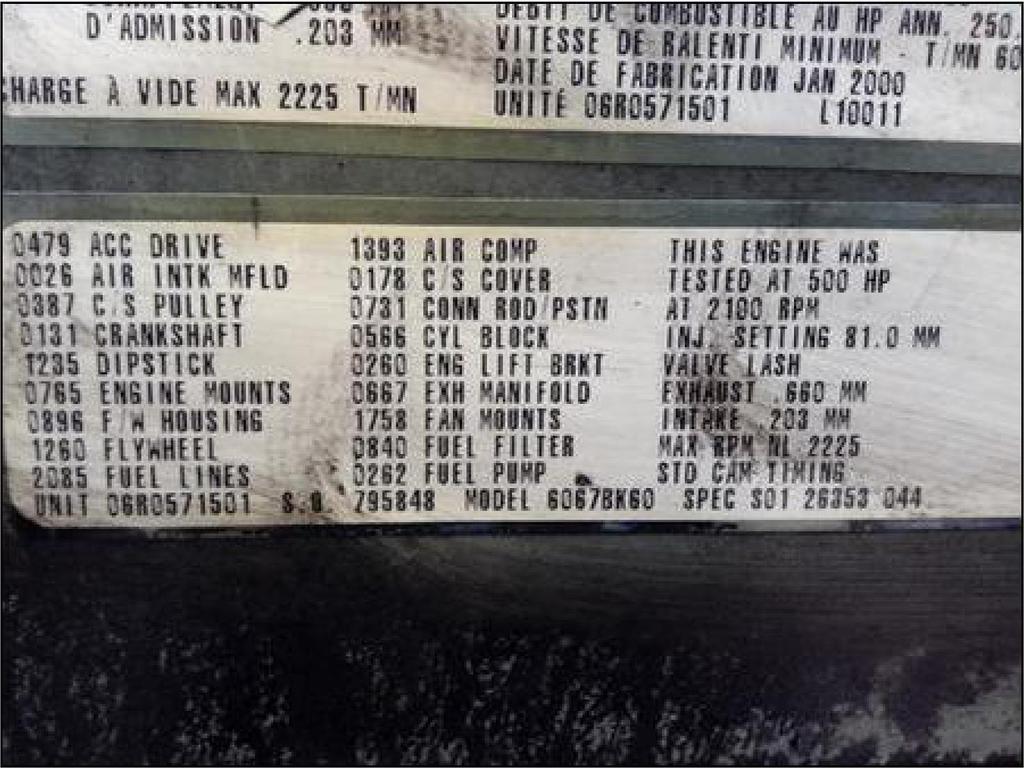 D'ADMISSION .203 MM
CHARGE À VIDE MAX 2225 T/MN
DÉBIT DE COMBUSTIBLE AU HP ANN. 250.
VITESSE DE RALENTI MINIMUM - T/MN 60
DATE DE FABRICATION JAN 2000
UNITÉ 06R0571501 L10011
0479 ACC DRIVE 1393 AIR COMP THIS ENGINE WAS
0026 AIR INTK MFLD 0178 C/S COVER TESTED AT 500 HP
0387 C/S PULLEY 0731 CONN ROD/PSTN AT 2100 RPM
0131 CRANKSHAFT 0566 CYL BLOCK INJ. SETTING 81.0 MM
1235 DIPSTICK 0260 ENG LIFT BRKT VALVE LASH
0765 ENGINE MOUNTS 0667 EXH MANIFOLD EXHAUST .660 MM
0896 F/W HOUSING 1758 FAN MOUNTS INTAKE .203 MM
1260 FLYWHEEL 0840 FUEL FILTER MAX RPM NL 2225
2085 FUEL LINES 0262 FUEL PUMP STD CAM TIMING
UNIT 06R0571501 S.O. 795848 MODEL 6067BK60 SPEC S01 26353 044